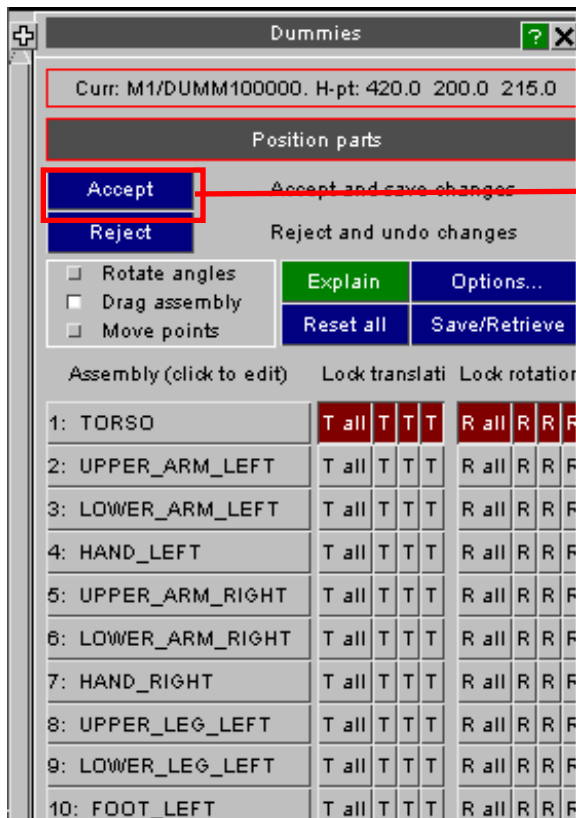 Dummies ? X
Curr: M1/DUMM100000. H-pt: 420.0 200.0 215.0
Position parts
Accept Accept and save changes
Reject Reject and undo changes
Rotate angles
Drag assembly
Move points
Explain Options...
Reset all Save/Retrieve
Assembly (click to edit) Lock translati Lock rotation
1: TORSO T all T T T R all R R R
2: UPPER_ARM_LEFT T all T T T R all R R R
3: LOWER_ARM_LEFT T all T T T R all R R R
4: HAND_LEFT T all T T T R all R R R
5: UPPER_ARM_RIGHT T all T T T R all R R R
6: LOWER_ARM_RIGHT T all T T T R all R R R
7: HAND_RIGHT T all T T T R all R R R
8: UPPER_LEG_LEFT T all T T T R all R R R
9: LOWER_LEG_LEFT T all T T T R all R R R
10: FOOT_LEFT T all T T T R all R R R